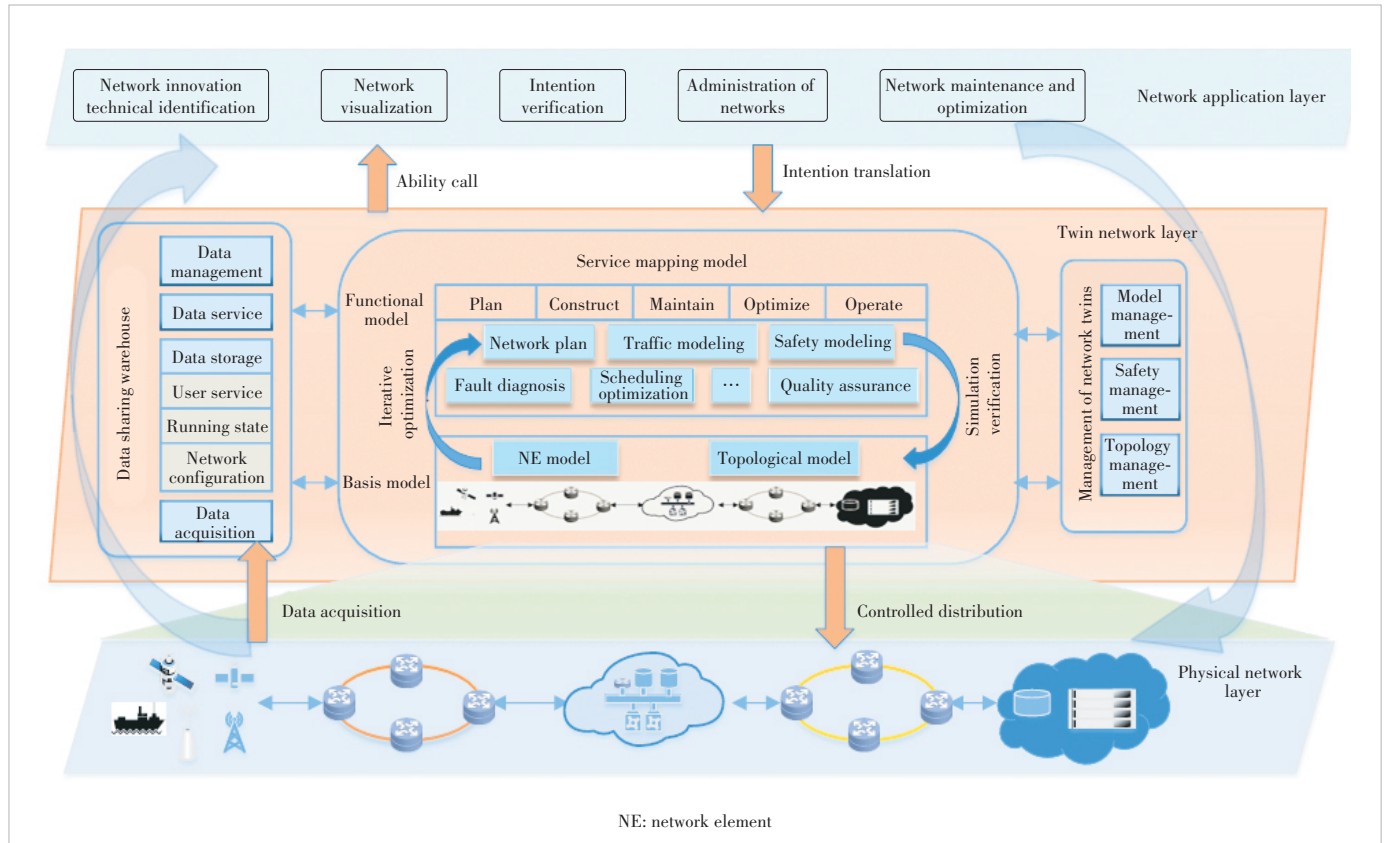 Network innovation
technical identification
Network
visualization
Intention
verification
Administration of
networks
Network maintenance and
optimization
Network application layer
Ability call
Intention translation
Twin network layer
Data sharing warehouse
Data
management
Data service
Data storage
User service
Running state
Network
configuration
Data
acquisition
Service mapping model
Functional
model
Plan
Construct
Maintain
Optimize
Operate
Network plan
Traffic modeling
Safety modeling
Fault diagnosis
Scheduling
optimization
...
Quality assurance
Iterative
optimization
Simulation
verification
Basis model
NE model
Topological model
Management of network twins
Model
manage-
ment
Safety
manage-
ment
Topology
manage-
ment
Data acquisition
Controlled distribution
Physical network
layer
NE: network element